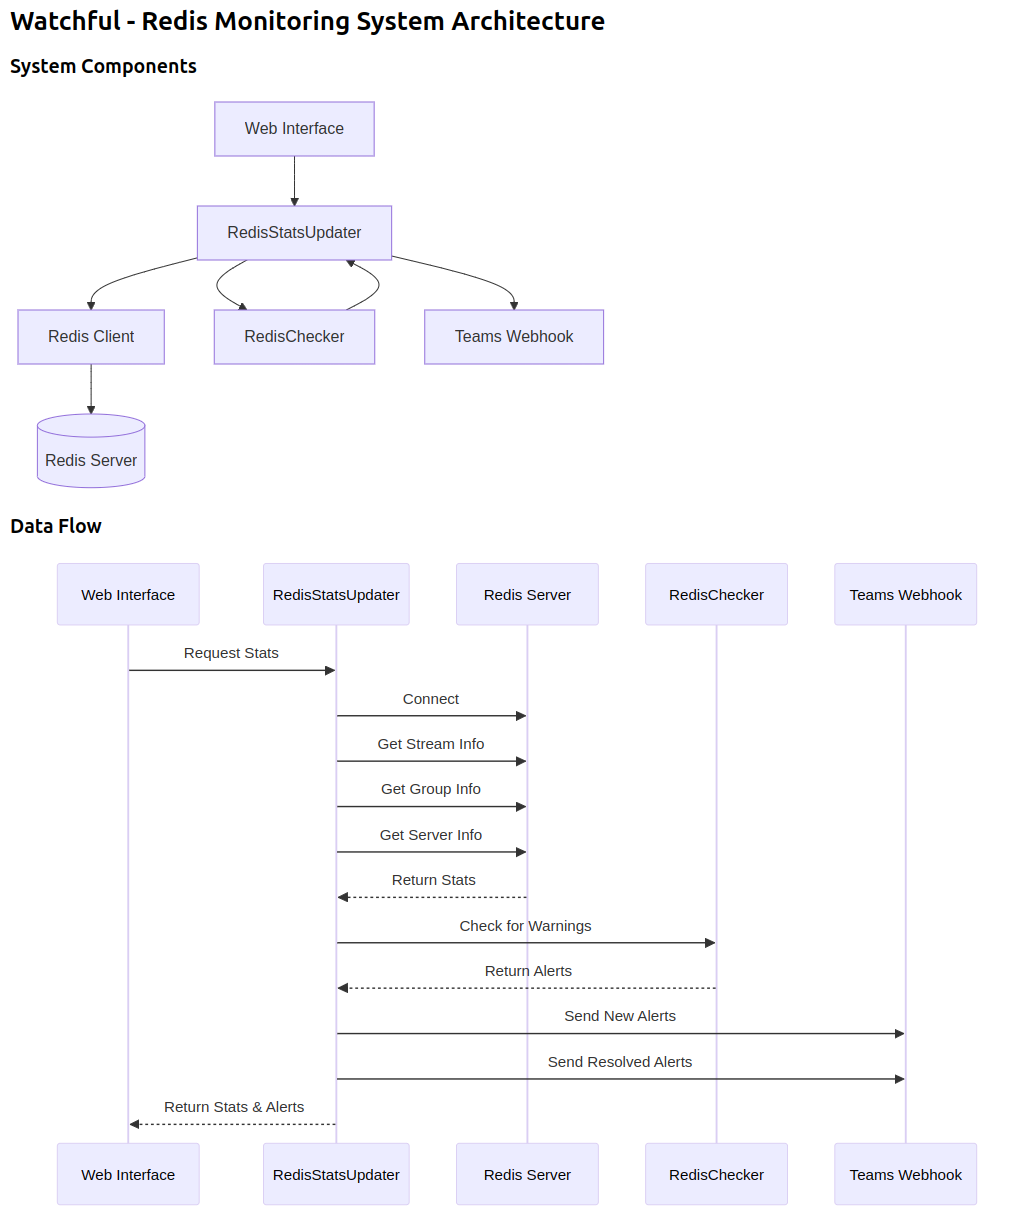 Watchful - Redis Monitoring System Architecture
System Components
Web Interface
RedisStatsUpdater
Redis Client
RedisChecker
Teams Webhook
Redis Server
Data Flow
Web Interface
RedisStatsUpdater
Redis Server
RedisChecker
Teams Webhook
Request Stats
Connect
Get Stream Info
Get Group Info
Get Server Info
Return Stats
Check for Warnings
Return Alerts
Send New Alerts
Send Resolved Alerts
Return Stats & Alerts
Web Interface
RedisStatsUpdater
Redis Server
RedisChecker
Teams Webhook